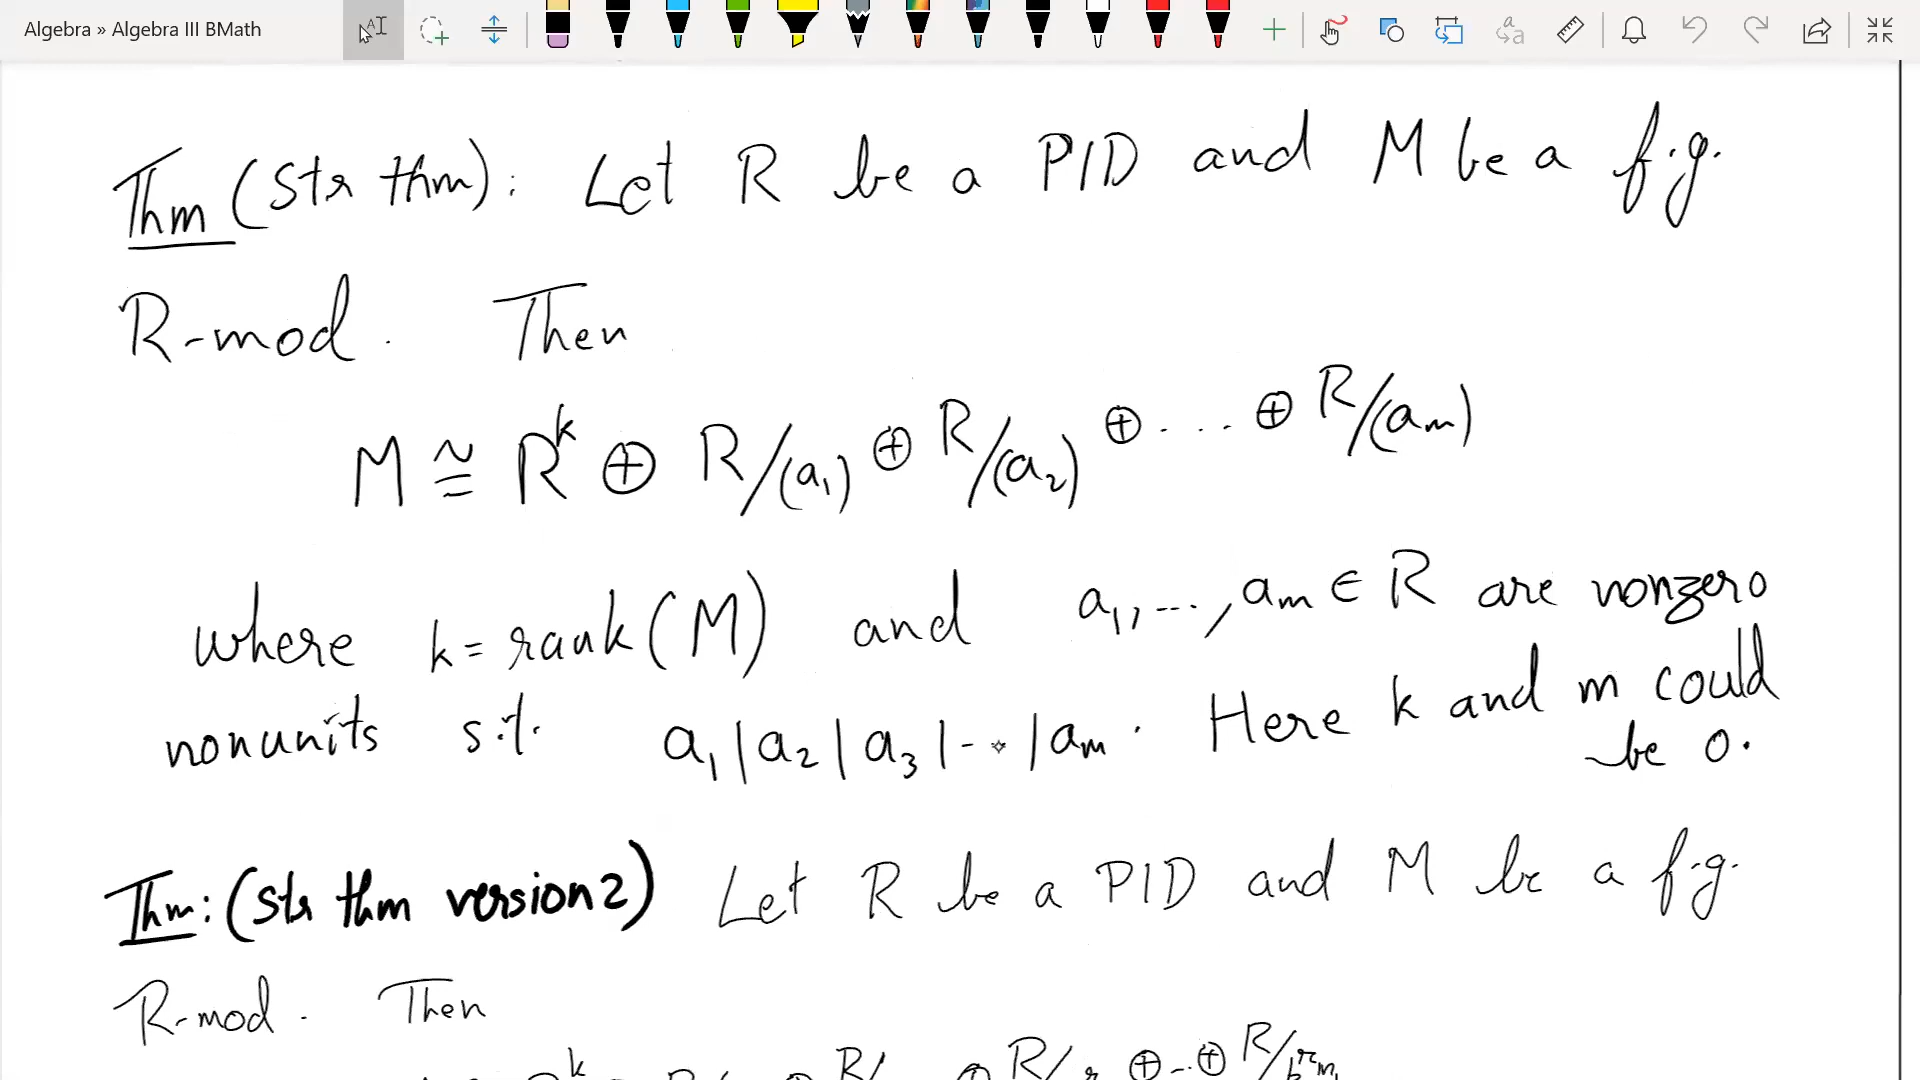 Algebra » Algebra III BMath
Thm (Str thm): Let R be a PID and M be a f.g.
R-mod. Then
M ≅ R^k ⊕ R/(a₁) ⊕ R/(a₂) ⊕ ... ⊕ R/(aₘ)
where k = rank(M) and a₁, ---, aₘ ∈ R are nonzero
nonunits s.t. a₁ | a₂ | a₃ | --- | aₘ. Here k and m could
be 0.
Thm: (Str thm version 2) Let R be a PID and M be a f.g.
R-mod. Then